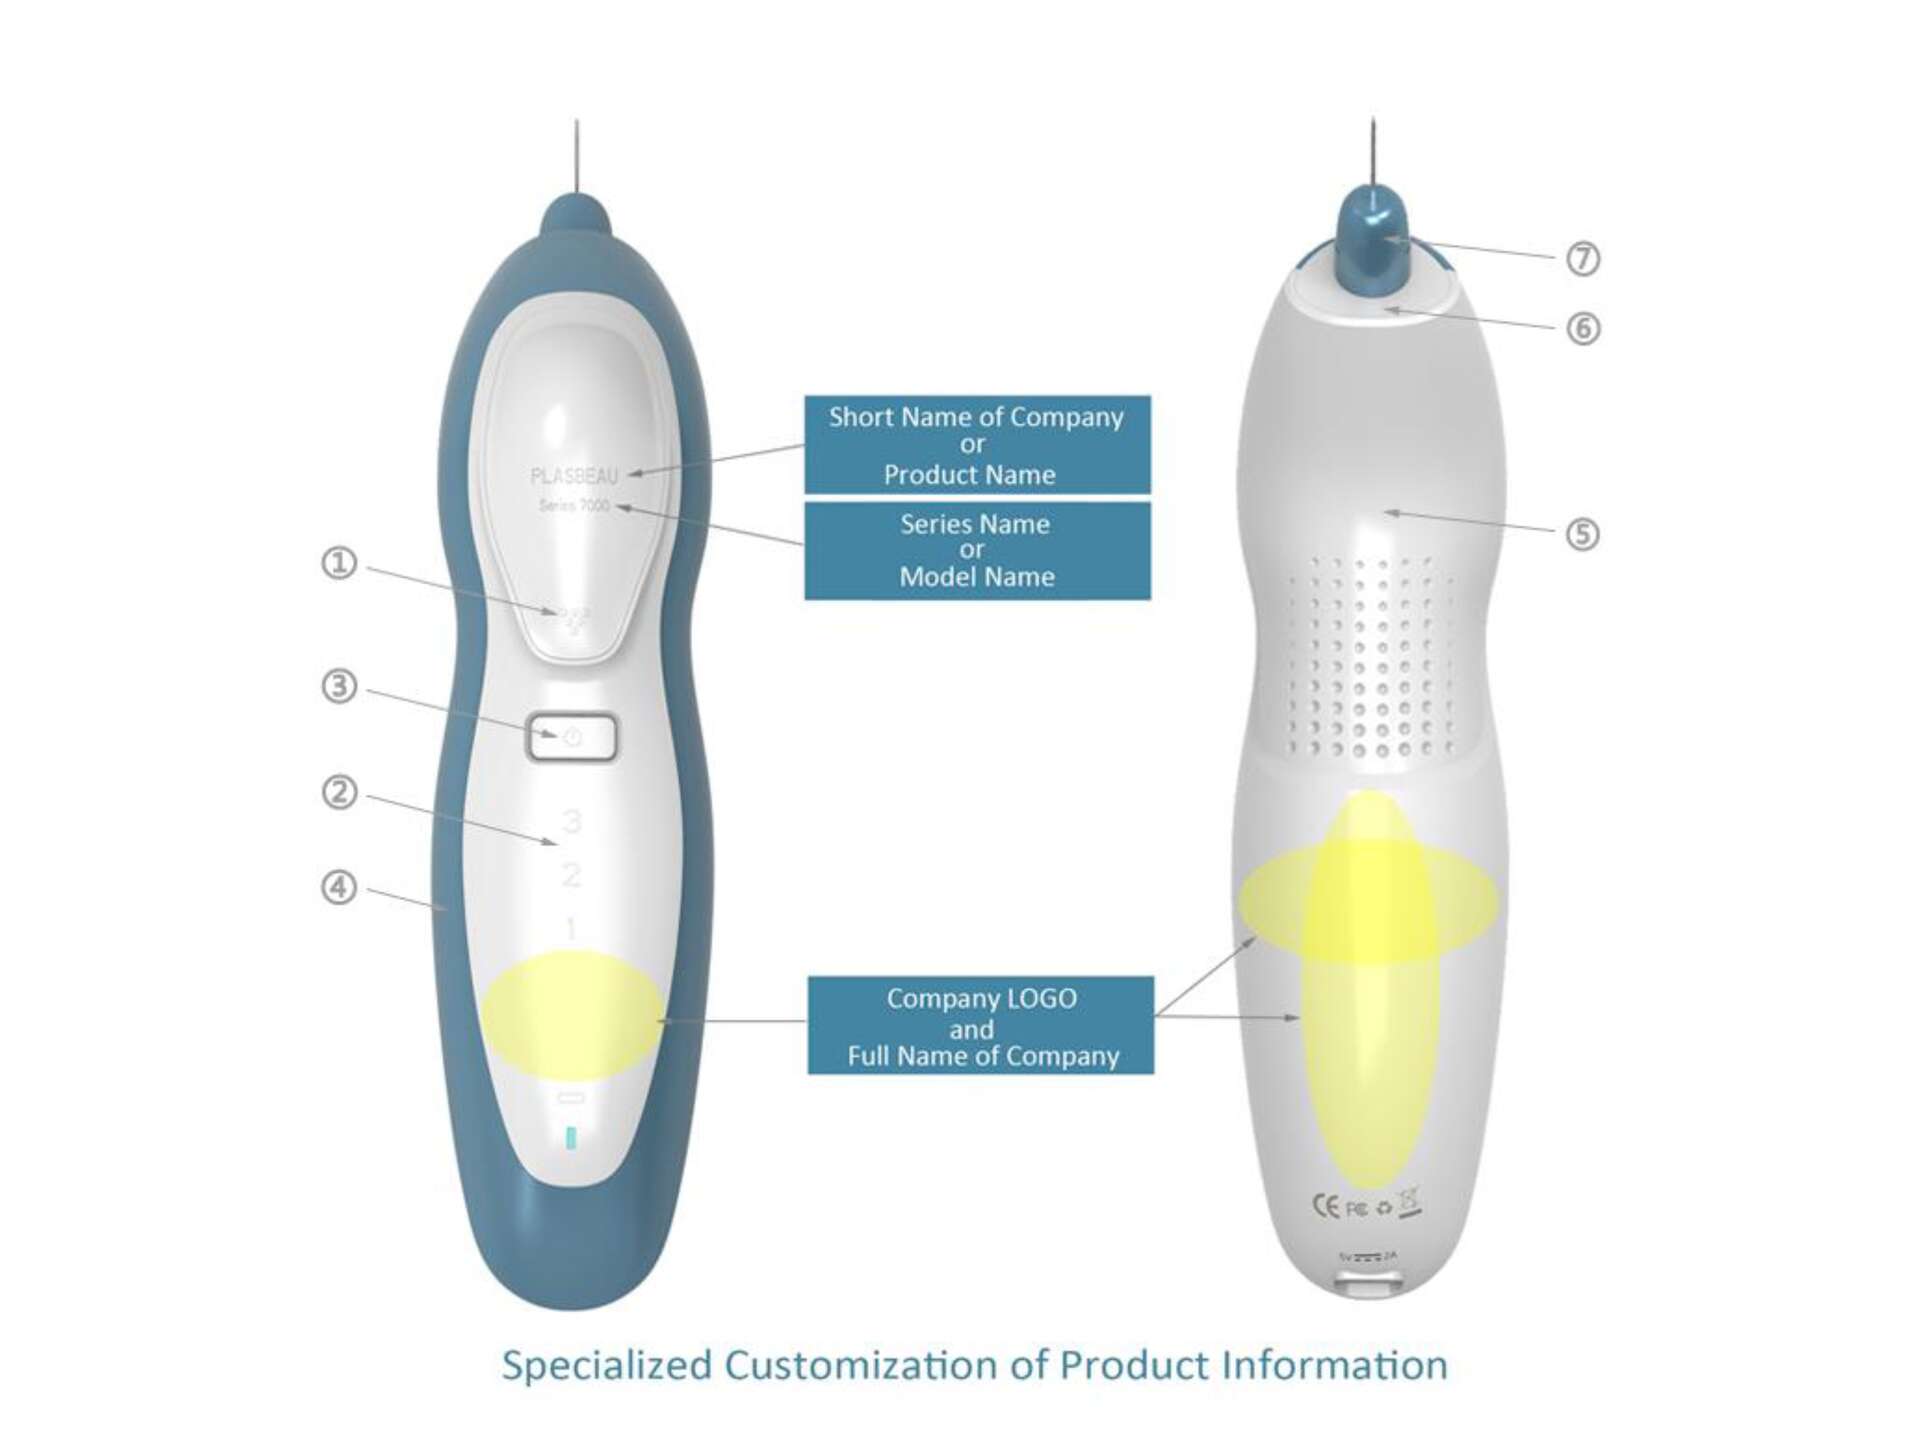 ⑦
⑥
Short Name of Company
or
Product Name
PLASBEAU
Series 7000
Series Name
or
Model Name
⑤
①
③
②
3
2
④
1
Company LOGO
and
Full Name of Company
CE FC
5V 2A
Specialized Customization of Product Information